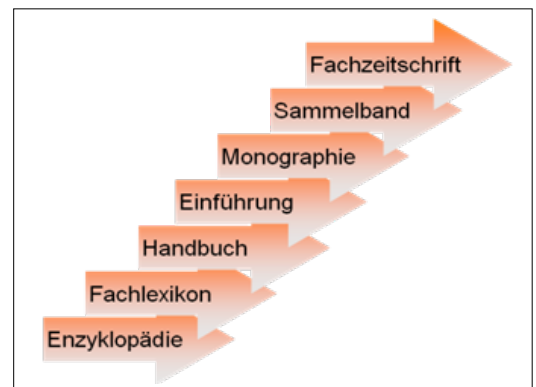 Fachzeitschrift
Sammelband
Monographie
Einführung
Handbuch
Fachlexikon
Enzyklopädie